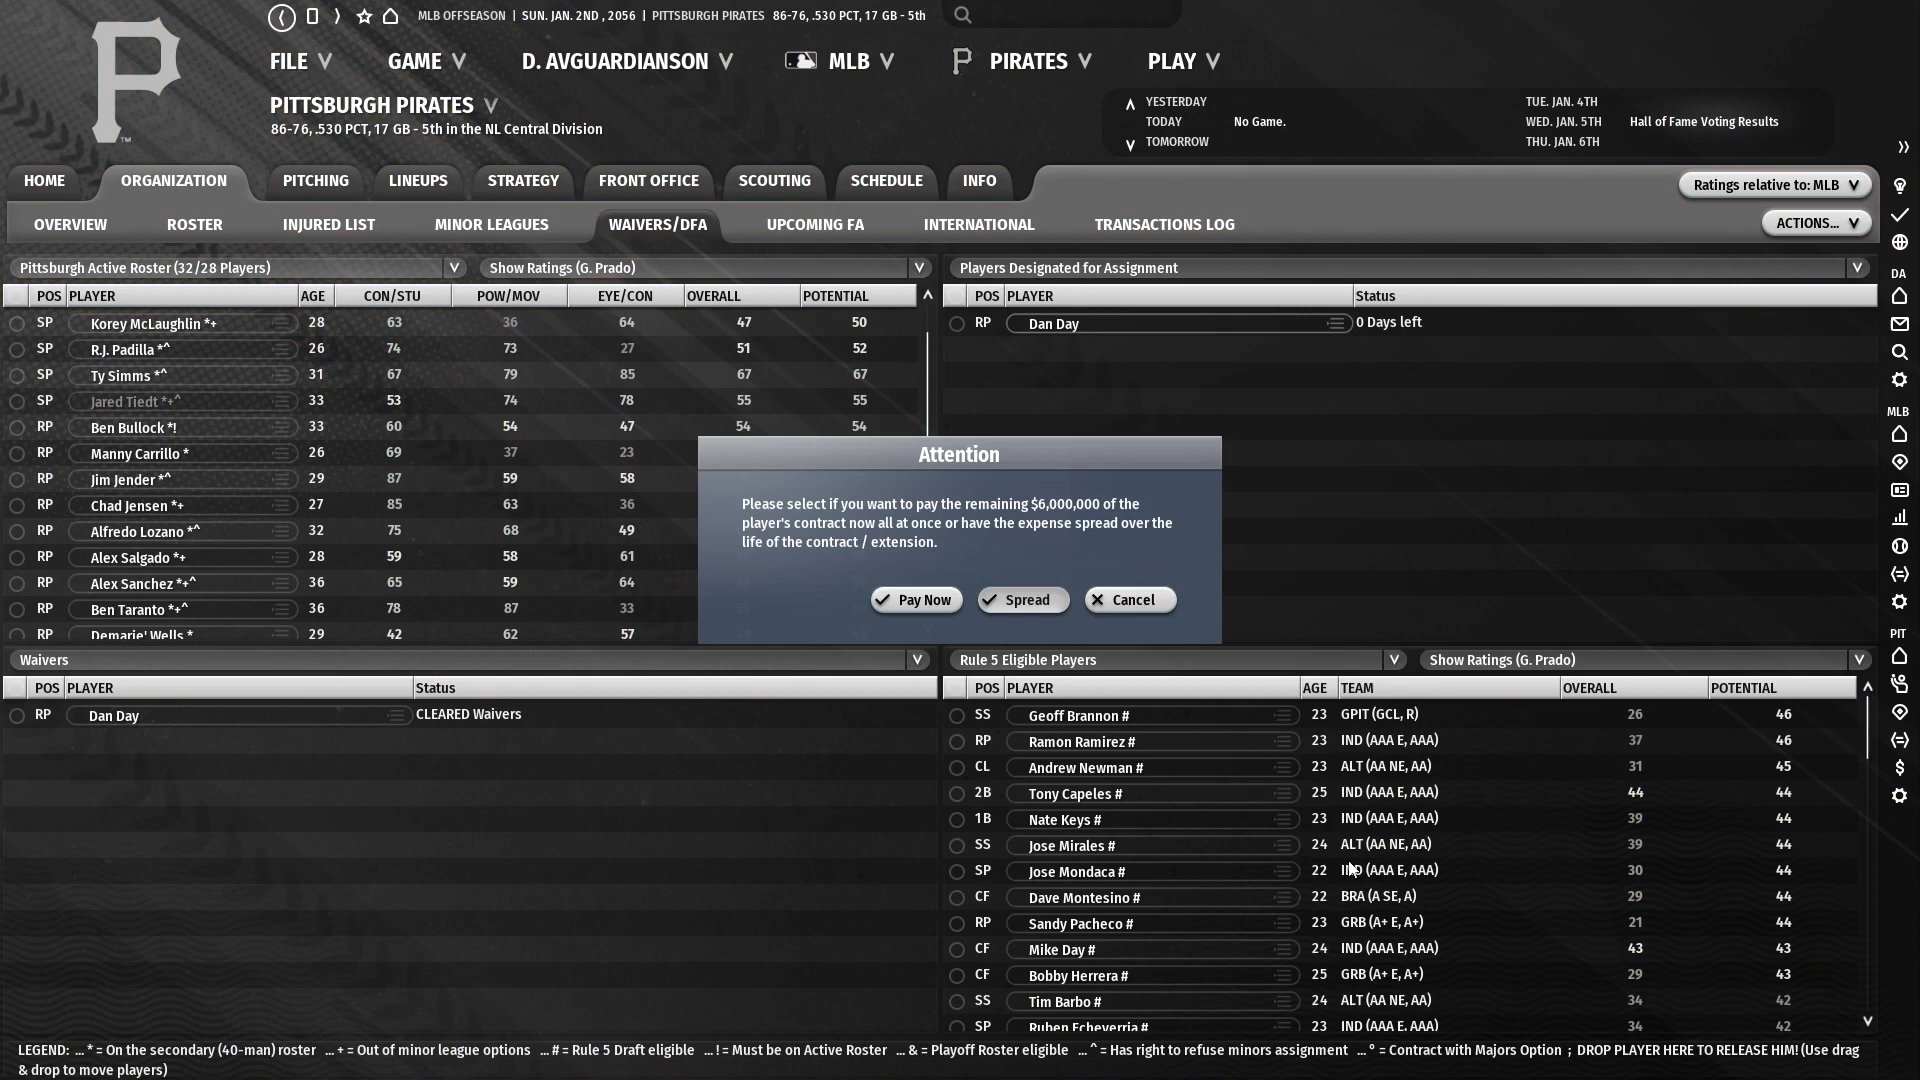 MLB OFFSEASON | SUN. JAN. 2ND , 2056 | PITTSBURGH PIRATES 86-76, .530 PCT, 17 GB - 5th
P
TM
FILE GAME D. AVGUARDIANSON MLB PIRATES PLAY
PITTSBURGH PIRATES
86-76, .530 PCT, 17 GB - 5th in the NL Central Division
YESTERDAY
TODAY No Game.
TOMORROW
TUE. JAN. 4TH
WED. JAN. 5TH Hall of Fame Voting Results
THU. JAN. 6TH
HOME ORGANIZATION PITCHING LINEUPS STRATEGY FRONT OFFICE SCOUTING SCHEDULE INFO
Ratings relative to: MLB
OVERVIEW ROSTER INJURED LIST MINOR LEAGUES WAIVERS/DFA UPCOMING FA INTERNATIONAL TRANSACTIONS LOG
ACTIONS...
Pittsburgh Active Roster (32/28 Players) Show Ratings (G. Prado)
POS PLAYER AGE CON/STU POW/MOV EYE/CON OVERALL POTENTIAL
SP Korey McLaughlin *+ 28 63 36 64 47 50
SP R.J. Padilla *^ 26 74 73 27 51 52
SP Ty Simms *^ 31 67 79 85 67 67
SP Jared Tiedt *+^ 33 53 74 78 55 55
RP Ben Bullock *! 33 60 54 47 54 54
RP Manny Carrillo * 26 69 37 23
RP Jim Jender *^ 29 87 59 58
RP Chad Jensen *+ 27 85 63 36
RP Alfredo Lozano *^ 32 75 68 49
RP Alex Salgado *+ 28 59 58 61
RP Alex Sanchez *+^ 36 65 59 64
RP Ben Taranto *+^ 36 78 87 33
RP Demarie' Wells * 29 42 62 57
Players Designated for Assignment
POS PLAYER Status
RP Dan Day 0 Days left
Attention
Please select if you want to pay the remaining $6,000,000 of the
player's contract now all at once or have the expense spread over the
life of the contract / extension.
Pay Now Spread Cancel
Waivers
POS PLAYER Status
RP Dan Day CLEARED Waivers
Rule 5 Eligible Players Show Ratings (G. Prado)
POS PLAYER AGE TEAM OVERALL POTENTIAL
SS Geoff Brannon # 23 GPIT (GCL, R) 26 46
RP Ramon Ramirez # 23 IND (AAA E, AAA) 37 46
CL Andrew Newman # 23 ALT (AA NE, AA) 31 45
2B Tony Capeles # 25 IND (AAA E, AAA) 44 44
1B Nate Keys # 23 IND (AAA E, AAA) 39 44
SS Jose Mirales # 24 ALT (AA NE, AA) 39 44
SP Jose Mondaca # 22 IND (AAA E, AAA) 30 44
CF Dave Montesino # 22 BRA (A SE, A) 29 44
RP Sandy Pacheco # 23 GRB (A+ E, A+) 21 44
CF Mike Day # 24 IND (AAA E, AAA) 43 43
CF Bobby Herrera # 25 GRB (A+ E, A+) 29 43
SS Tim Barbo # 24 ALT (AA NE, AA) 34 42
SP Ruben Echeverria # 23 IND (AAA E, AAA) 34 42
DA
MLB
PIT
$
LEGEND: ... * = On the secondary (40-man) roster ... + = Out of minor league options ... # = Rule 5 Draft eligible ... ! = Must be on Active Roster ... & = Playoff Roster eligible ... ^ = Has right to refuse minors assignment ... ° = Contract with Majors Option ; DROP PLAYER HERE TO RELEASE HIM! (Use drag
& drop to move players)